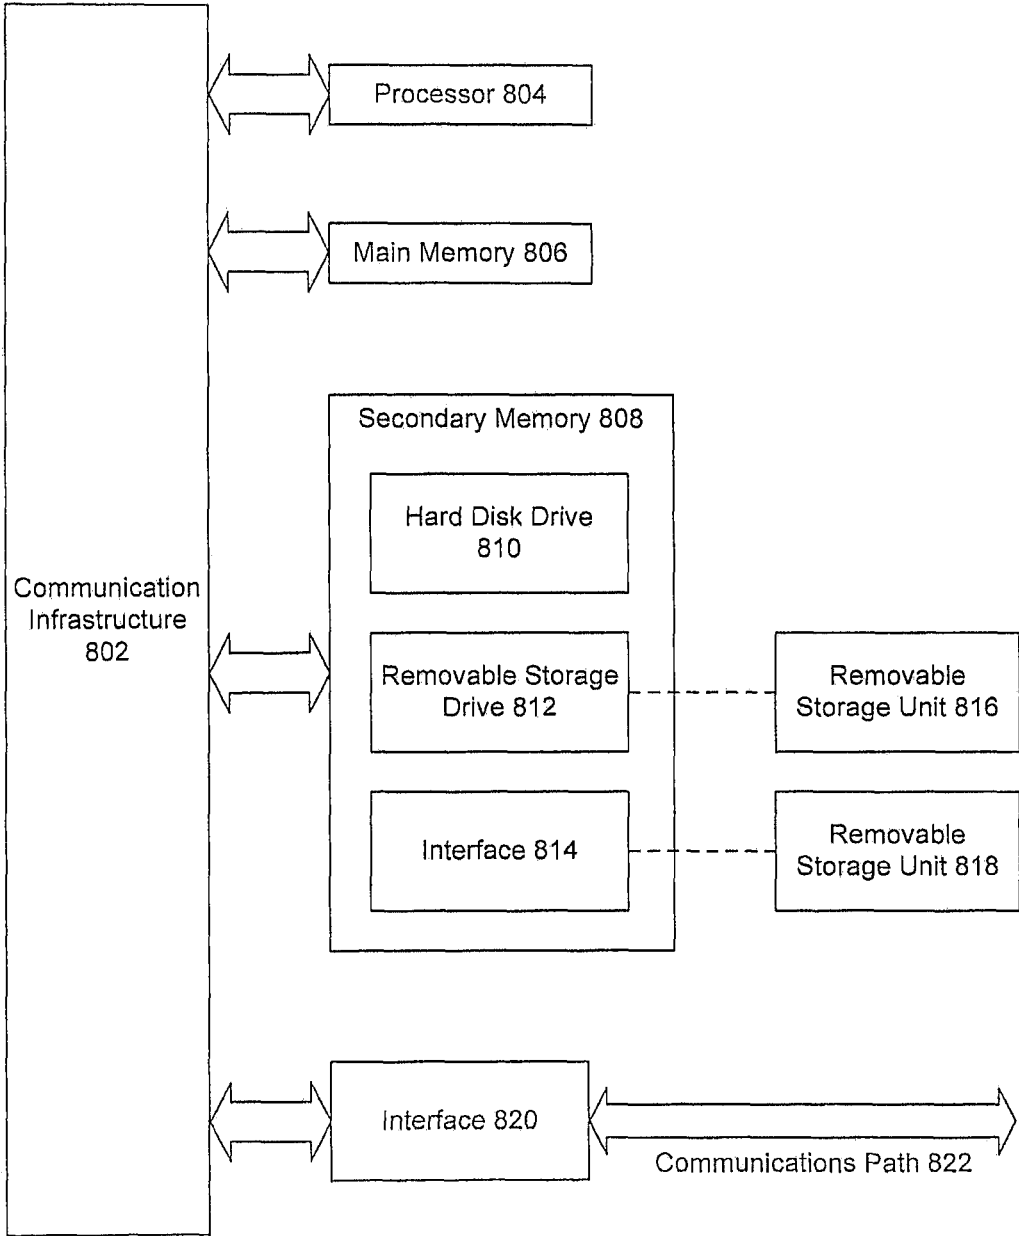 Processor 804
Main Memory 806
Secondary Memory 808
Hard Disk Drive
810
Communication
Infrastructure
802
Removable Storage
Drive 812
Removable
Storage Unit 816
Interface 814
Removable
Storage Unit 818
Interface 820
Communications Path 822